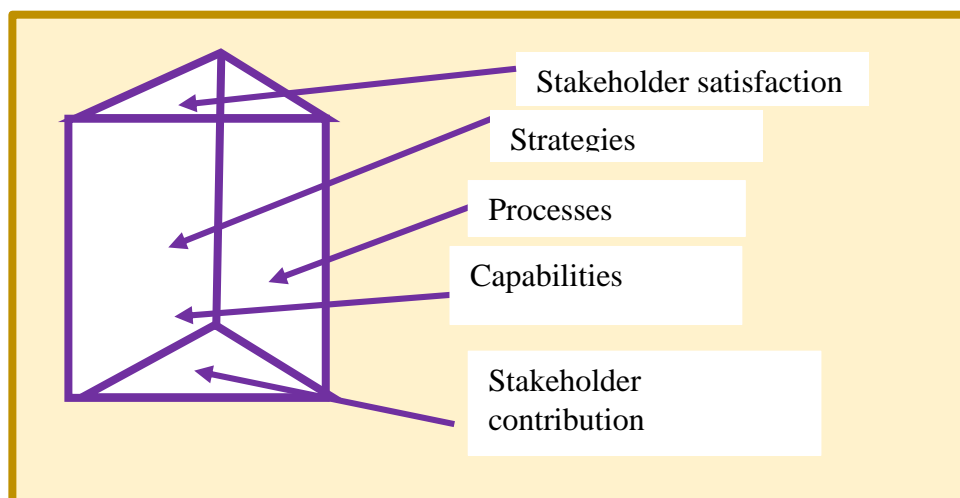 Stakeholder satisfaction
Strategies
Processes
Capabilities
Stakeholder
contribution